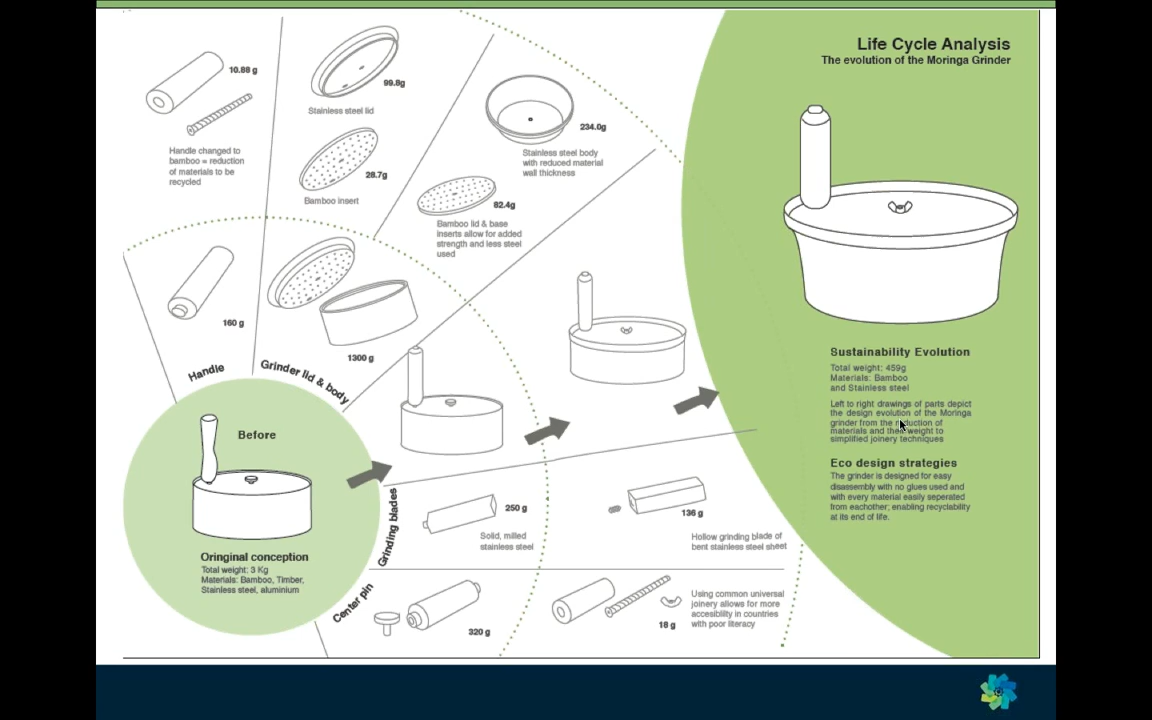 Life Cycle Analysis
The evolution of the Moringa Grinder
10.88 g
Handle changed to
bamboo = reduction
of materials to be
recycled
99.8g
Stainless steel lid
28.7g
Bamboo insert
234.0g
Stainless steel body
with reduced material
wall thickness
82.4g
Bamboo lid & base
inserts allow for added
strength and less steel
used
160 g
Handle
1300 g
Grinder lid & body
Before
Oringinal conception
Total weight: 3 Kg
Materials: Bamboo, Timber,
Stainless steel, aluminium
Grinding blades
250 g
Solid, milled
stainless steel
136 g
Hollow grinding blade of
bent stainless steel sheet
Center pin
320 g
18 g
Using common universal
joinery allows for more
accesiblility in countries
with poor literacy
Sustainability Evolution
Total weight: 459g
Materials: Bamboo
and Stainless steel
Left to right drawings of parts depict
the design evolution of the Moringa
grinder from the reduction of
materials and their weight to
simplified joinery techniques
Eco design strategies
The grinder is designed for easy
disassembly with no glues used and
with every material easily seperated
from eachother; enabling recyclability
at its end of life.